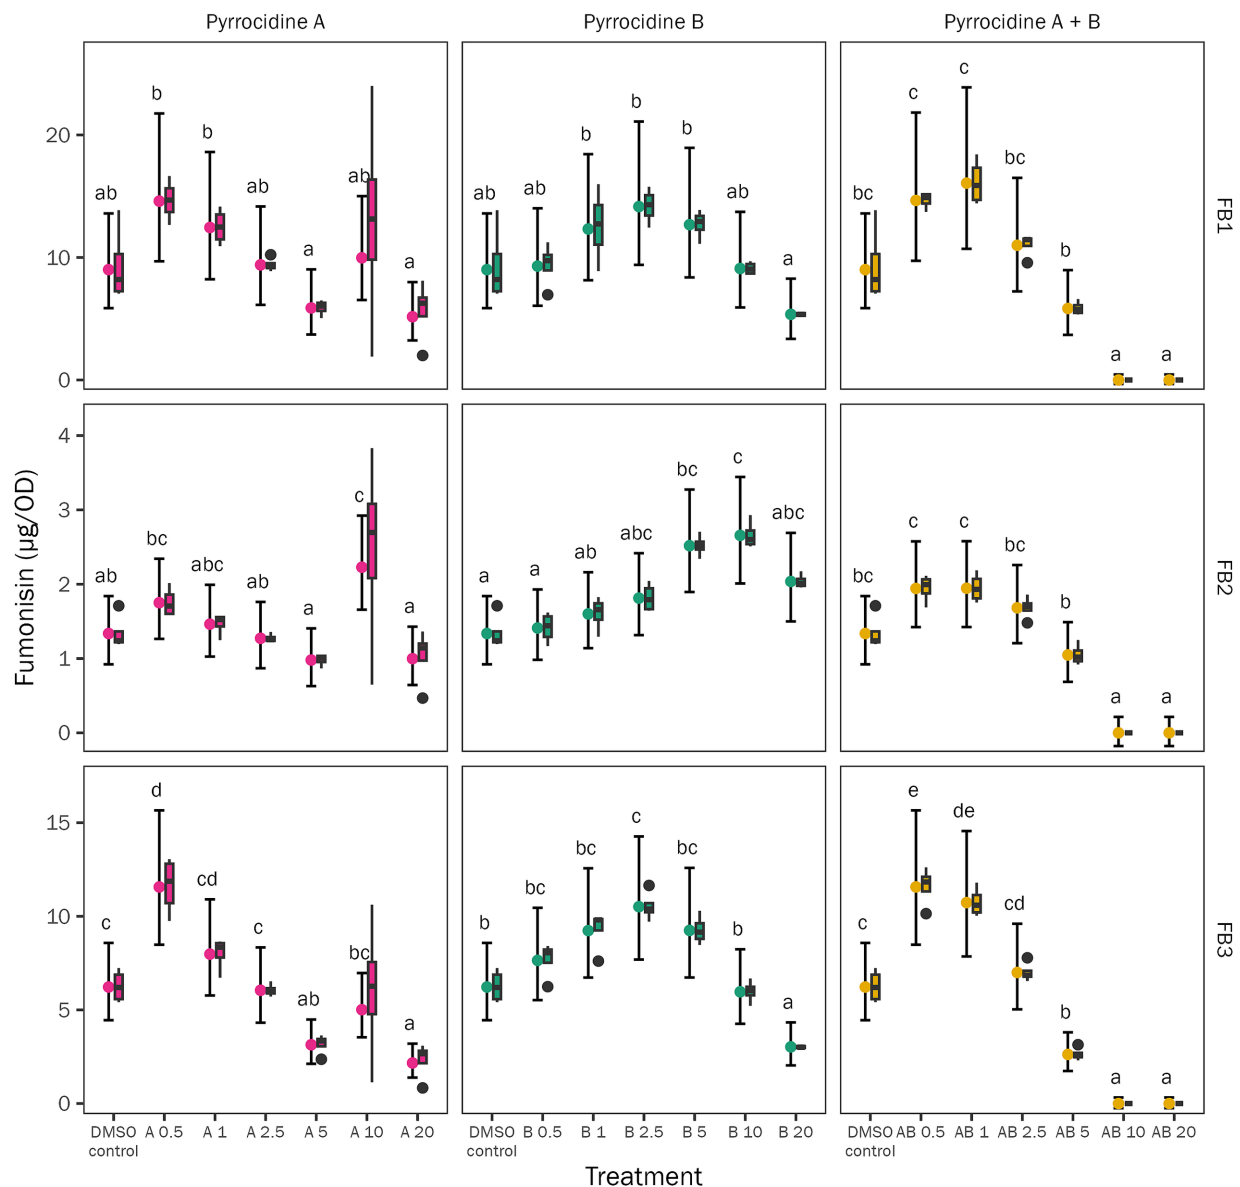 Pyrrocidine A Pyrrocidine B Pyrrocidine A + B
c
b c
b b b
20 b b bc
ab ab ab ab ab ab bc
a a b
10 a
a a
0
FB1
4
c c
bc
3 abc
bc abc c c bc
ab abc ab a a ab bc
a a b
2
1 a a
0
FB2
Fumonisin (µg/OD)
d e
15 c de
cd bc bc
c c bc b bc b c cd
10 ab b
a a
5 a a
0
FB3
DMSO A 0.5 A 1 A 2.5 A 5 A 10 A 20 DMSO B 0.5 B 1 B 2.5 B 5 B 10 B 20 DMSO AB 0.5 AB 1 AB 2.5 AB 5 AB 10 AB 20
control control control
Treatment